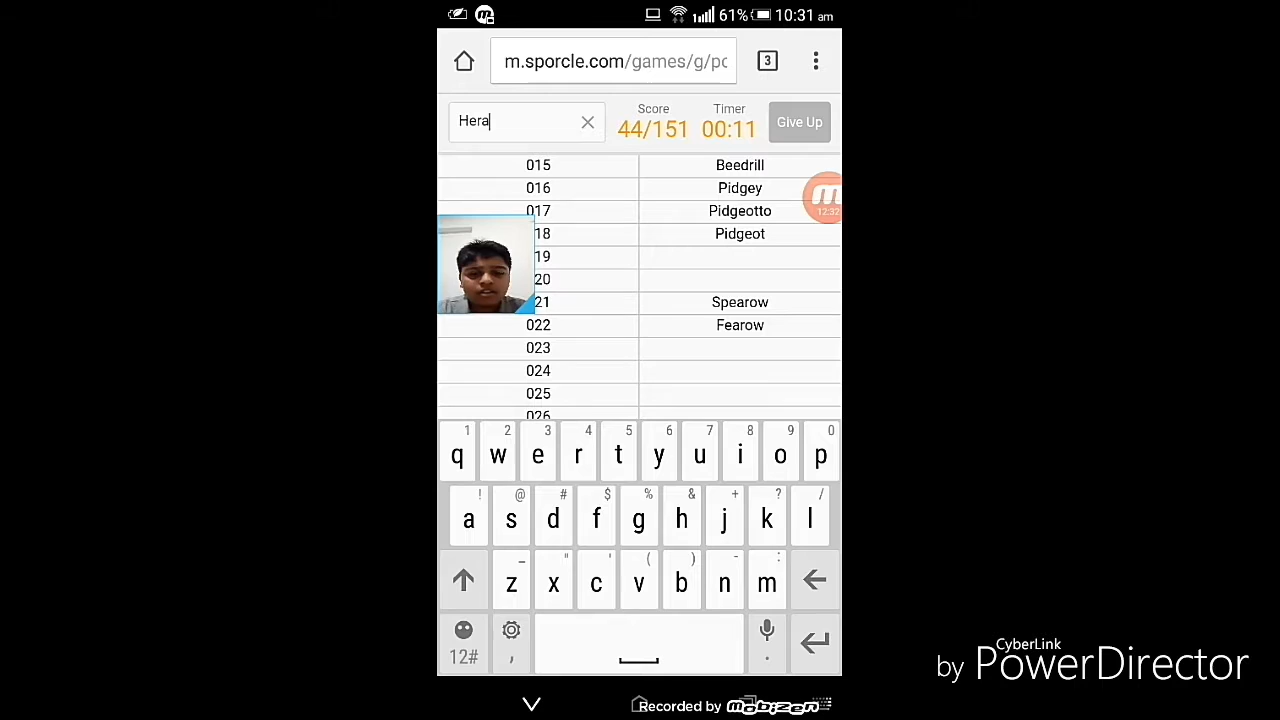 61% 10:31 am
m.sporcle.com/games/g/pc
3
Hera
Score
44/151
Timer
00:11
Give Up
015 Beedrill
016 Pidgey
017 Pidgeotto
18 Pidgeot
19
20
21 Spearow
022 Fearow
023
024
025
026
12:32
1 2 3 4 5 6 7 8 9 0
q w e r t y u i o p
! @ # $ % & + ? /
a s d f g h j k l
_ " ' ( ) - :
z x c v b n m
12# , .
Recorded by mobizen
CyberLink
by PowerDirector